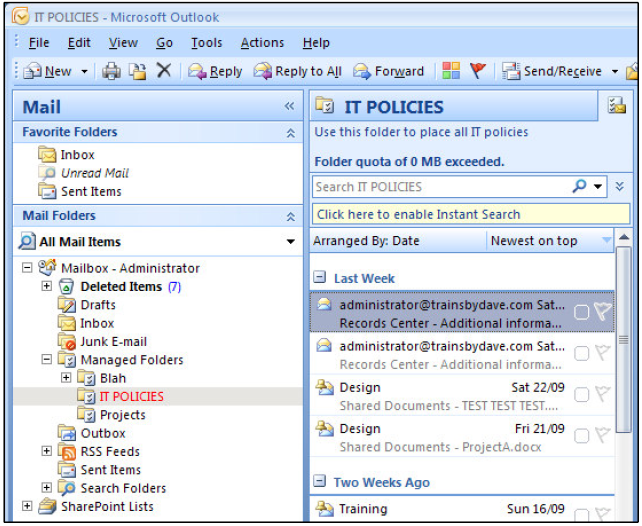 IT POLICIES - Microsoft Outlook
File Edit View Go Tools Actions Help
New Reply Reply to All Forward Send/Receive
Mail «
Favorite Folders
Inbox
Unread Mail
Sent Items
Mail Folders
All Mail Items
Mailbox - Administrator
Deleted Items (7)
Drafts
Inbox
Junk E-mail
Managed Folders
Blah
IT POLICIES
Projects
Outbox
RSS Feeds
Sent Items
Search Folders
SharePoint Lists
IT POLICIES
Use this folder to place all IT policies
Folder quota of 0 MB exceeded.
Search IT POLICIES
Click here to enable Instant Search
Arranged By: Date Newest on top
Last Week
administrator@trainsbydave.com Sat...
Records Center - Additional informa...
administrator@trainsbydave.com Sat...
Records Center - Additional informa...
Design Sat 22/09
Shared Documents - TEST TEST TEST....
Design Fri 21/09
Shared Documents - ProjectA.docx
Two Weeks Ago
Training Sun 16/09